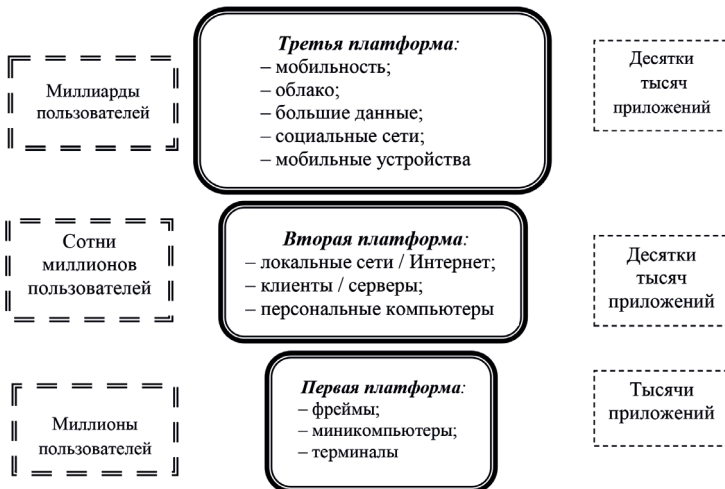 Миллиарды
пользователей
Третья платформа:
– мобильность;
– облако;
– большие данные;
– социальные сети;
– мобильные устройства
Десятки
тысяч
приложений
Сотни
миллионов
пользователей
Вторая платформа:
– локальные сети / Интернет;
– клиенты / серверы;
– персональные компьютеры
Десятки
тысяч
приложений
Миллионы
пользователей
Первая платформа:
– фреймы;
– миникомпьютеры;
– терминалы
Тысячи
приложений